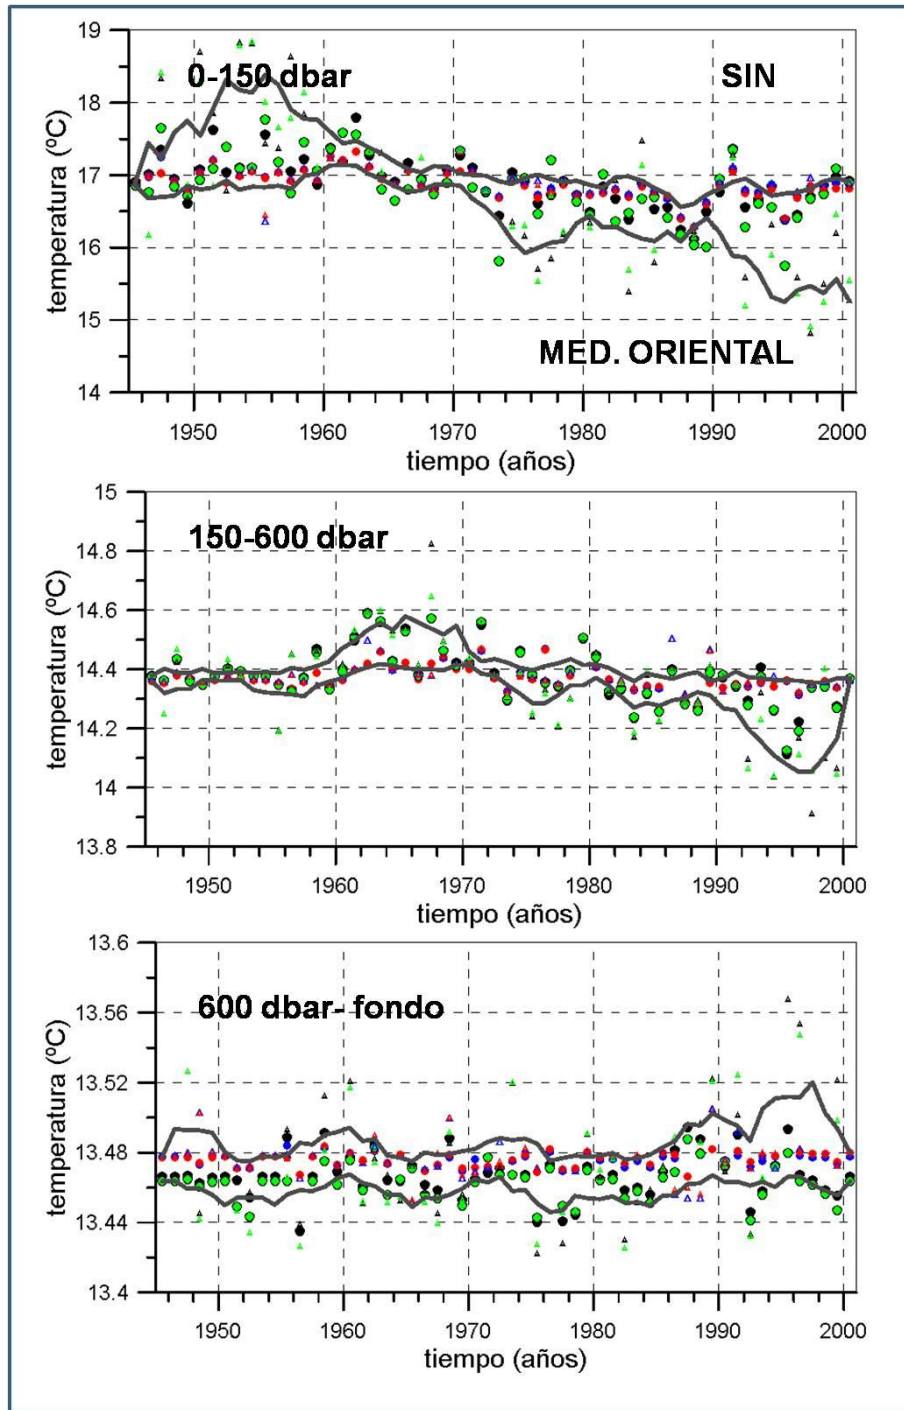 19
18
17
16
15
14
temperatura (ºC)
0-150 dbar
SIN
MED. ORIENTAL
1950 1960 1970 1980 1990 2000
tiempo (años)
15
14.8
14.6
14.4
14.2
14
13.8
temperatura (ºC)
150-600 dbar
1950 1960 1970 1980 1990 2000
tiempo (años)
13.6
13.56
13.52
13.48
13.44
13.4
temperatura (ºC)
600 dbar- fondo
1950 1960 1970 1980 1990 2000
tiempo (años)